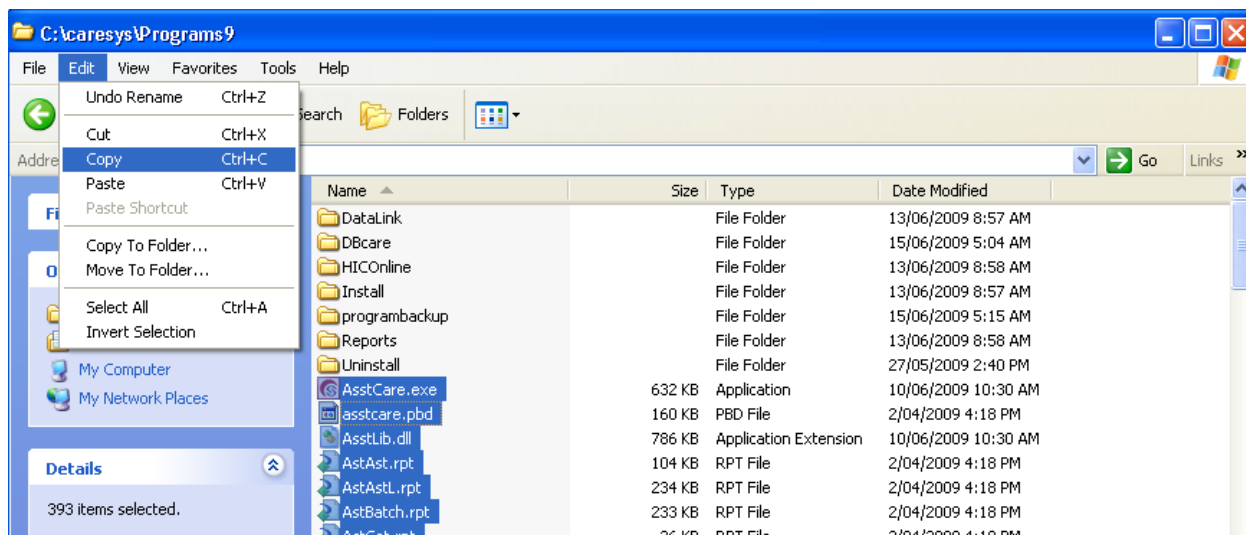 C:\caresys\Programs9
File Edit View Favorites Tools Help
Undo Rename Ctrl+Z
Folders
Cut Ctrl+X
Copy Ctrl+C
Go Links »
Paste Ctrl+V
Paste Shortcut
Copy To Folder...
Move To Folder...
Select All Ctrl+A
Invert Selection
My Computer
My Network Places
Details
393 items selected.
Name Size Type Date Modified
DataLink File Folder 13/06/2009 8:57 AM
DBcare File Folder 15/06/2009 5:04 AM
HICOnline File Folder 13/06/2009 8:58 AM
Install File Folder 13/06/2009 8:57 AM
programbackup File Folder 15/06/2009 5:15 AM
Reports File Folder 13/06/2009 8:58 AM
Uninstall File Folder 27/05/2009 2:40 PM
AsstCare.exe 632 KB Application 10/06/2009 10:30 AM
asstcare.pbd 160 KB PBD File 2/04/2009 4:18 PM
AsstLib.dll 786 KB Application Extension 10/06/2009 10:30 AM
AstAst.rpt 104 KB RPT File 2/04/2009 4:18 PM
AstAstL.rpt 234 KB RPT File 2/04/2009 4:18 PM
AstBatch.rpt 233 KB RPT File 2/04/2009 4:18 PM